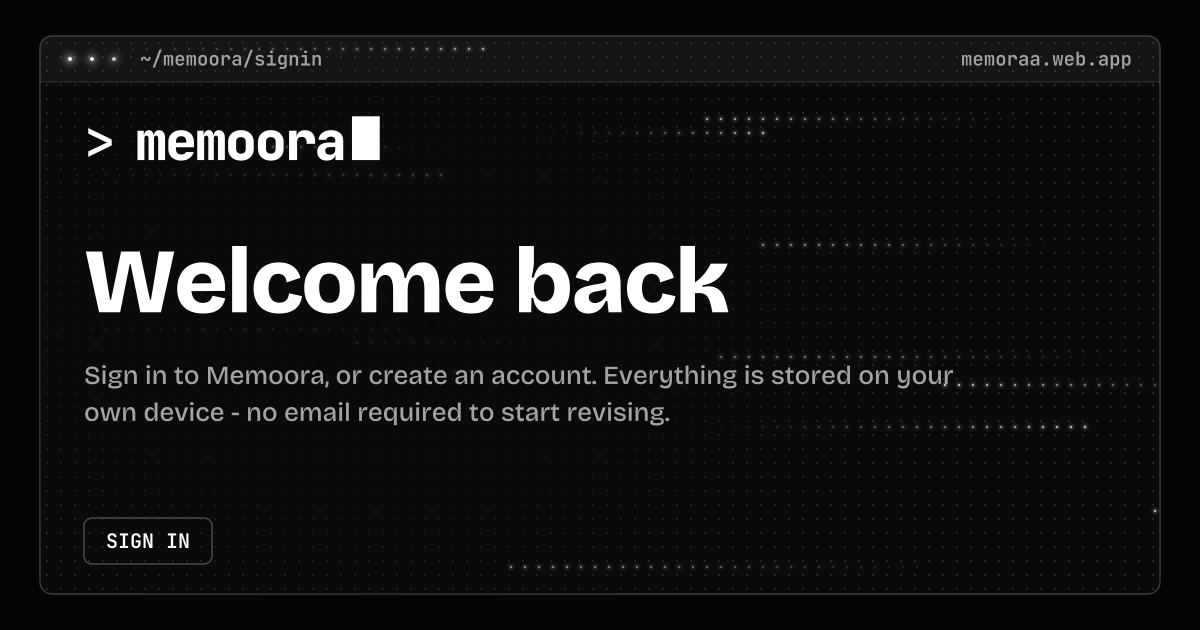 ~/memoora/signin
memoraa.web.app
> memoora
Welcome back
Sign in to Memoora, or create an account. Everything is stored on your
own device - no email required to start revising.
SIGN IN